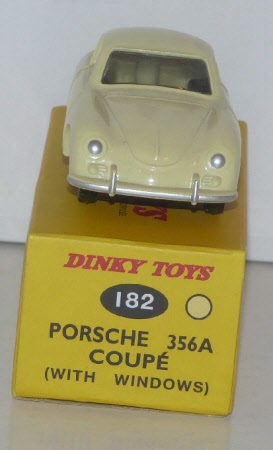 DINKY TOYS
182
PORSCHE 356A
COUPÉ
(WITH WINDOWS)